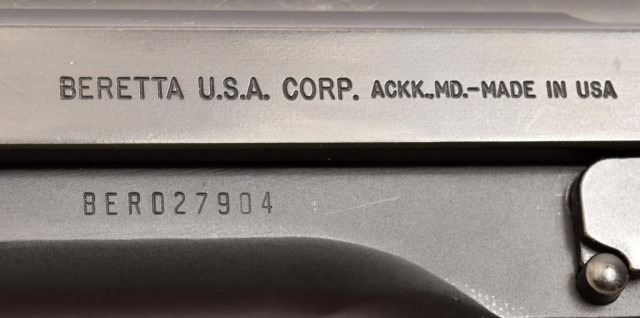 BERETTA U.S.A. CORP. ACKK.,MD.-MADE IN USA
BER027904